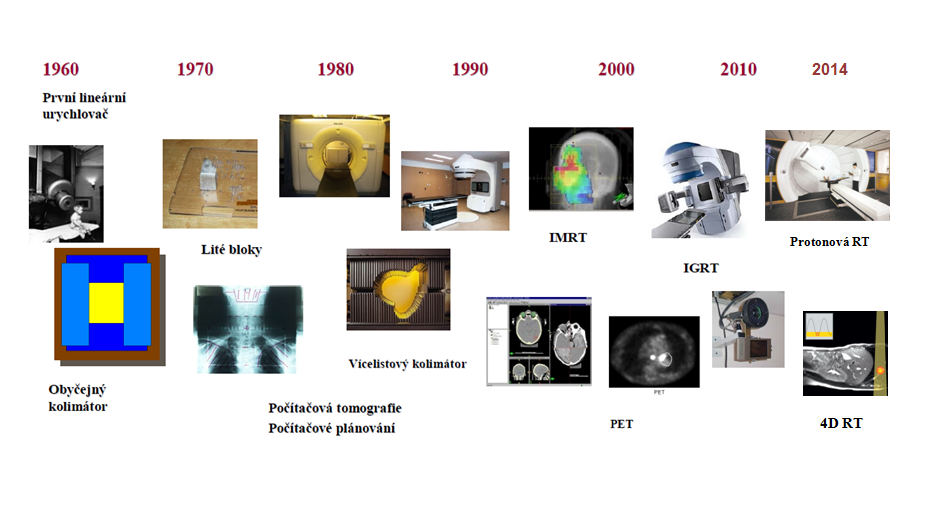 1960
1970
1980
1990
2000
2010
2014
První lineární
urychlovač
Lité bloky
IMRT
IGRT
Protonová RT
Obyčejný
kolimátor
Vícelistový kolimátor
Počítačová tomografie
Počítačové plánování
PET
PET
4D RT